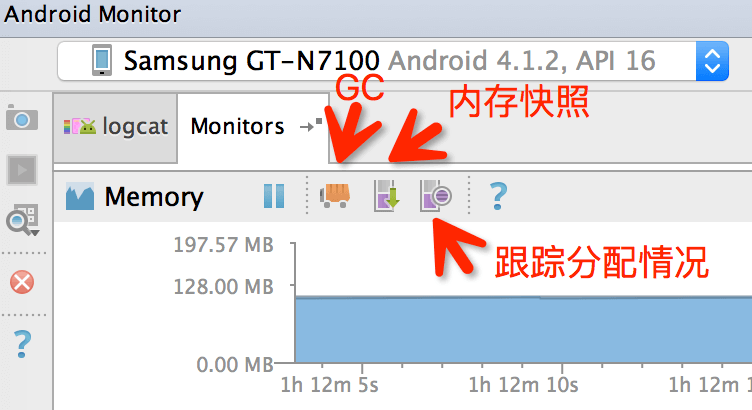 Android Monitor
Samsung GT-N7100 Android 4.1.2, API 16
GC
内存快照
logcat
Monitors
Memory
?
跟踪分配情况
197.57 MB
128.00 MB
0.00 MB
?
1h 12m 5s
1h 12m 10s
1h 12m 1